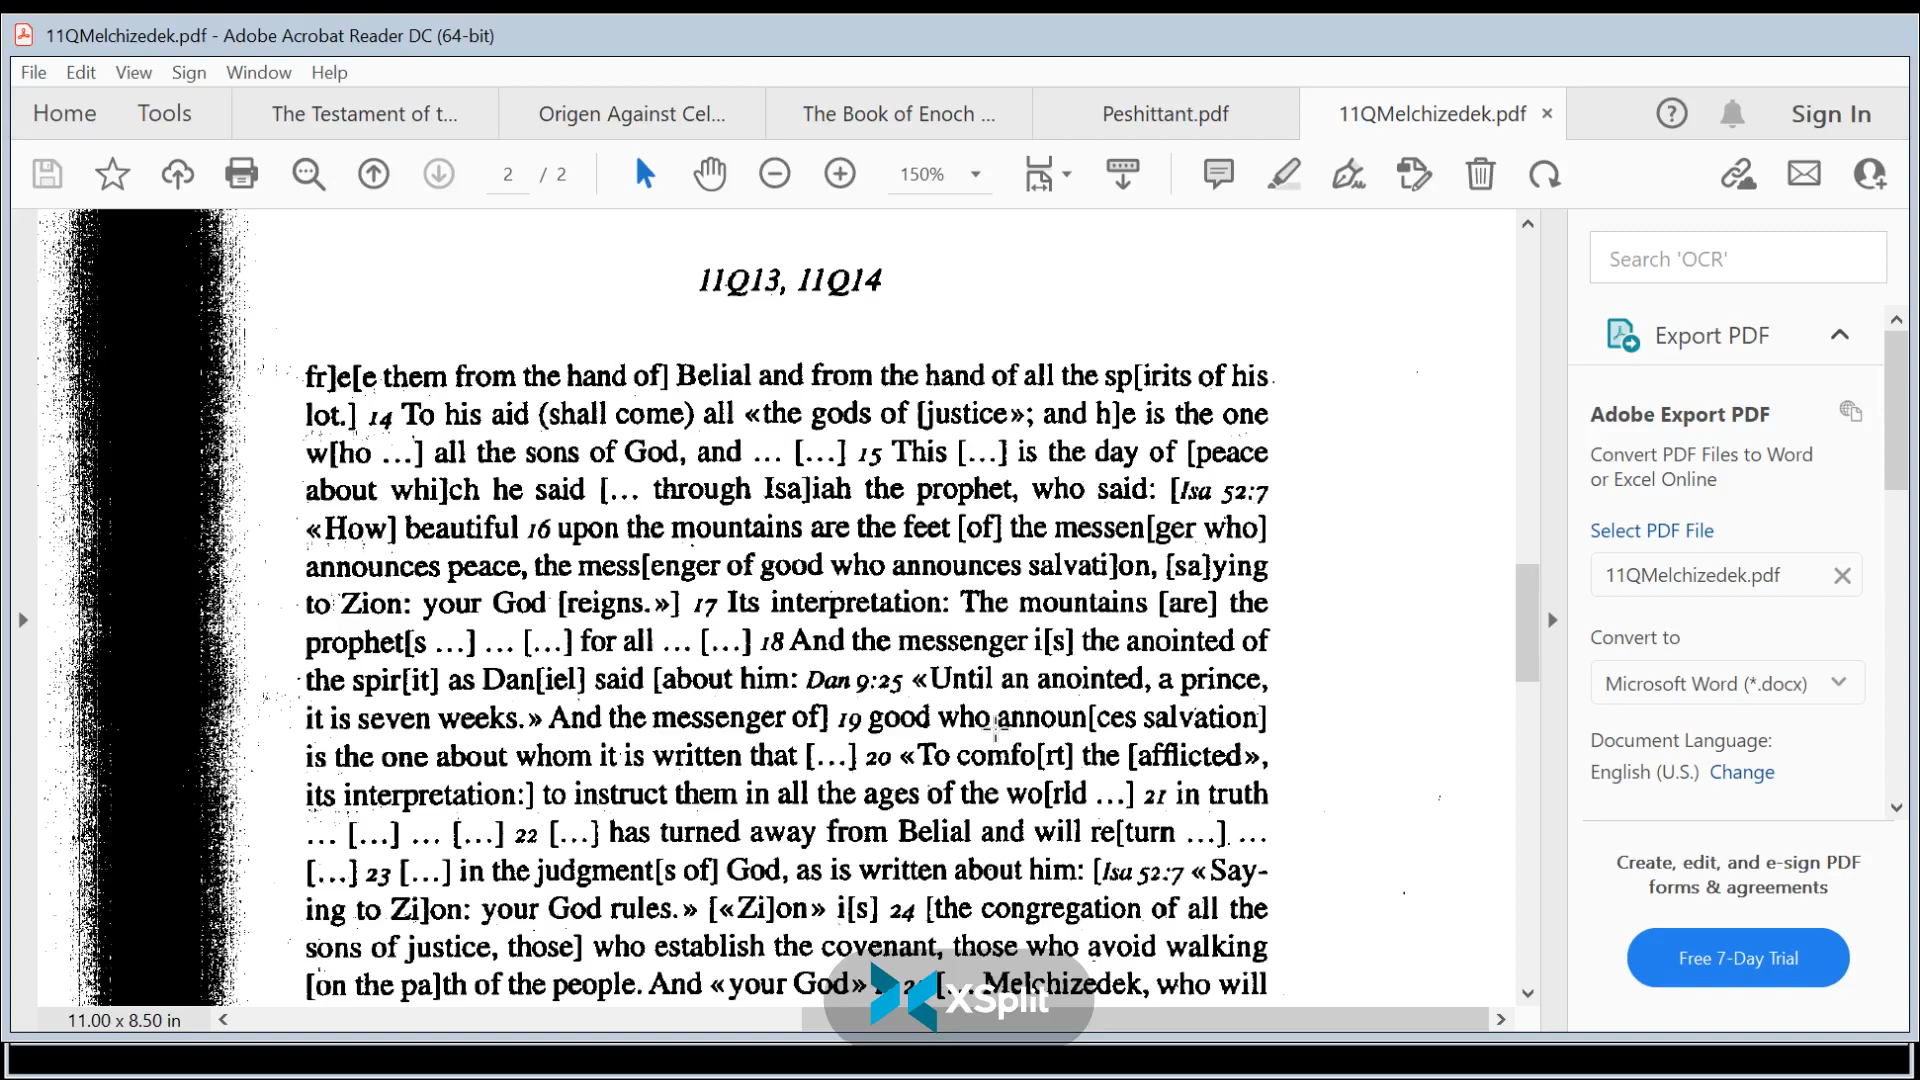 11QMelchizedek.pdf - Adobe Acrobat Reader DC (64-bit)
File Edit View Sign Window Help
Home Tools The Testament of t... Origen Against Cel... The Book of Enoch ... Peshittant.pdf 11QMelchizedek.pdf Sign In
2 / 2 150%
11Q13, 11Q14
fr]e[e them from the hand of] Belial and from the hand of all the sp[irits of his
lot.] 14 To his aid (shall come) all «the gods of [justice»; and h]e is the one
w[ho ...] all the sons of God, and ... [...] 15 This [...] is the day of [peace
about whi]ch he said [... through Isa]iah the prophet, who said: [Isa 52:7
«How] beautiful 16 upon the mountains are the feet [of] the messen[ger who]
announces peace, the mess[enger of good who announces salvati]on, [sa]ying
to Zion: your God [reigns.»] 17 Its interpretation: The mountains [are] the
prophet[s ...] ... [...] for all ... [...] 18 And the messenger i[s] the anointed of
the spir[it] as Dan[iel] said [about him: Dan 9:25 «Until an anointed, a prince,
it is seven weeks.» And the messenger of] 19 good who announ[ces salvation]
is the one about whom it is written that [...] 20 «To comfo[rt] the [afflicted»,
its interpretation:] to instruct them in all the ages of the wo[rld ...] 21 in truth
... [...] ... [...] 22 [...] has turned away from Belial and will re[turn ...] ...
[...] 23 [...] in the judgment[s of] God, as is written about him: [Isa 52:7 «Say-
ing to Zi]on: your God rules.» [«Zi]on» i[s] 24 [the congregation of all the
sons of justice, those] who establish the covenant, those who avoid walking
[on the pa]th of the people. And «your God» [... Melchizedek, who will
XSplit
11.00 x 8.50 in
Search 'OCR'
Export PDF
Adobe Export PDF
Convert PDF Files to Word
or Excel Online
Select PDF File
11QMelchizedek.pdf
Convert to
Microsoft Word (*.docx)
Document Language:
English (U.S.) Change
Create, edit, and e-sign PDF
forms & agreements
Free 7-Day Trial